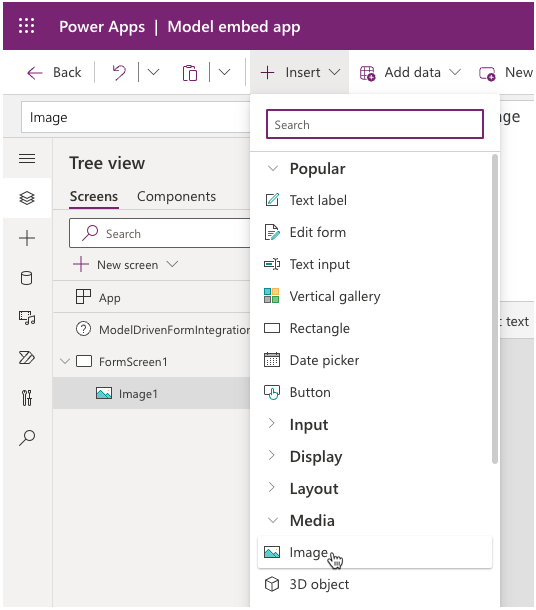 Power Apps | Model embed app
Back
Insert
Add data
New
Image
Search
Tree view
Screens
Components
Search
New screen
App
ModelDrivenFormIntegration
FormScreen1
Image1
Popular
Text label
Edit form
Text input
Vertical gallery
Rectangle
Date picker
Button
Input
Display
Layout
Media
Image
3D object
text